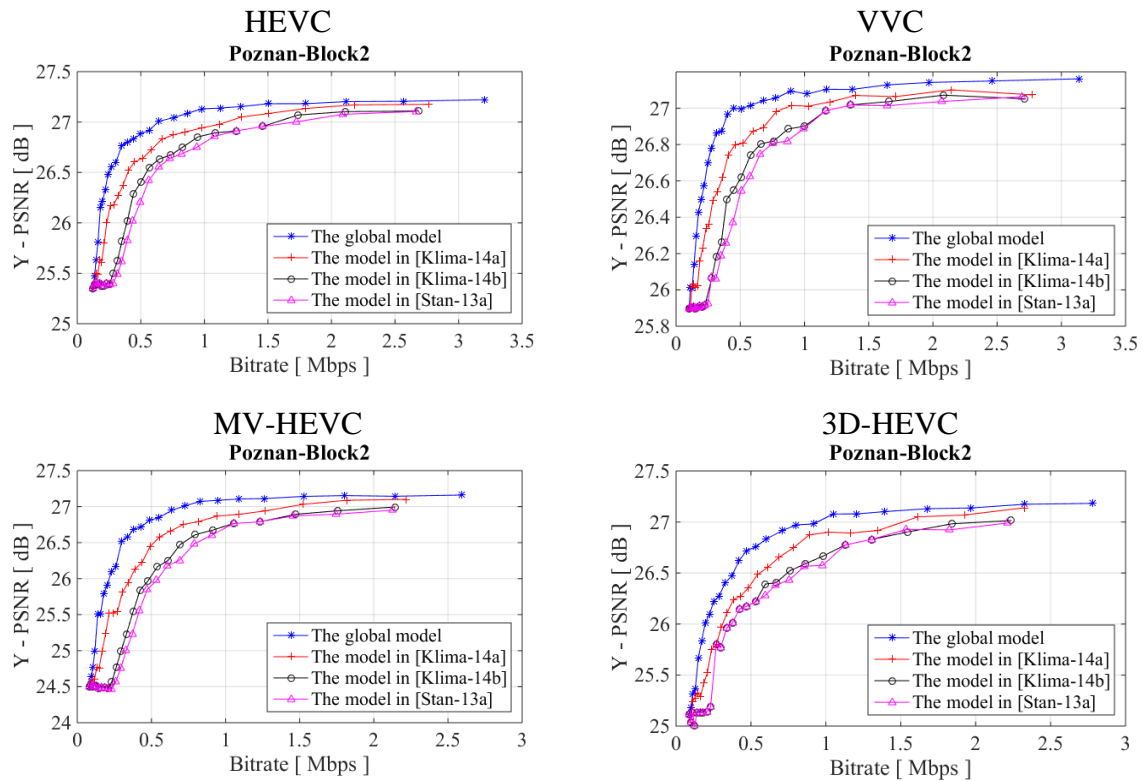 HEVC
Poznan-Block2
27.5
27
26.5
26
25.5
25
Y - PSNR [ dB ]
0
0.5
1
1.5
2
2.5
3
3.5
Bitrate [ Mbps ]
The global model
The model in [Klima-14a]
The model in [Klima-14b]
The model in [Stan-13a]
VVC
Poznan-Block2
27
26.8
26.6
26.4
26.2
26
25.8
Y - PSNR [ dB ]
0
0.5
1
1.5
2
2.5
3
3.5
Bitrate [ Mbps ]
The global model
The model in [Klima-14a]
The model in [Klima-14b]
The model in [Stan-13a]
MV-HEVC
Poznan-Block2
27.5
27
26.5
26
25.5
25
24.5
24
Y - PSNR [ dB ]
0
0.5
1
1.5
2
2.5
3
Bitrate [ Mbps ]
The global model
The model in [Klima-14a]
The model in [Klima-14b]
The model in [Stan-13a]
3D-HEVC
Poznan-Block2
27.5
27
26.5
26
25.5
25
Y - PSNR [ dB ]
0
0.5
1
1.5
2
2.5
3
Bitrate [ Mbps ]
The global model
The model in [Klima-14a]
The model in [Klima-14b]
The model in [Stan-13a]